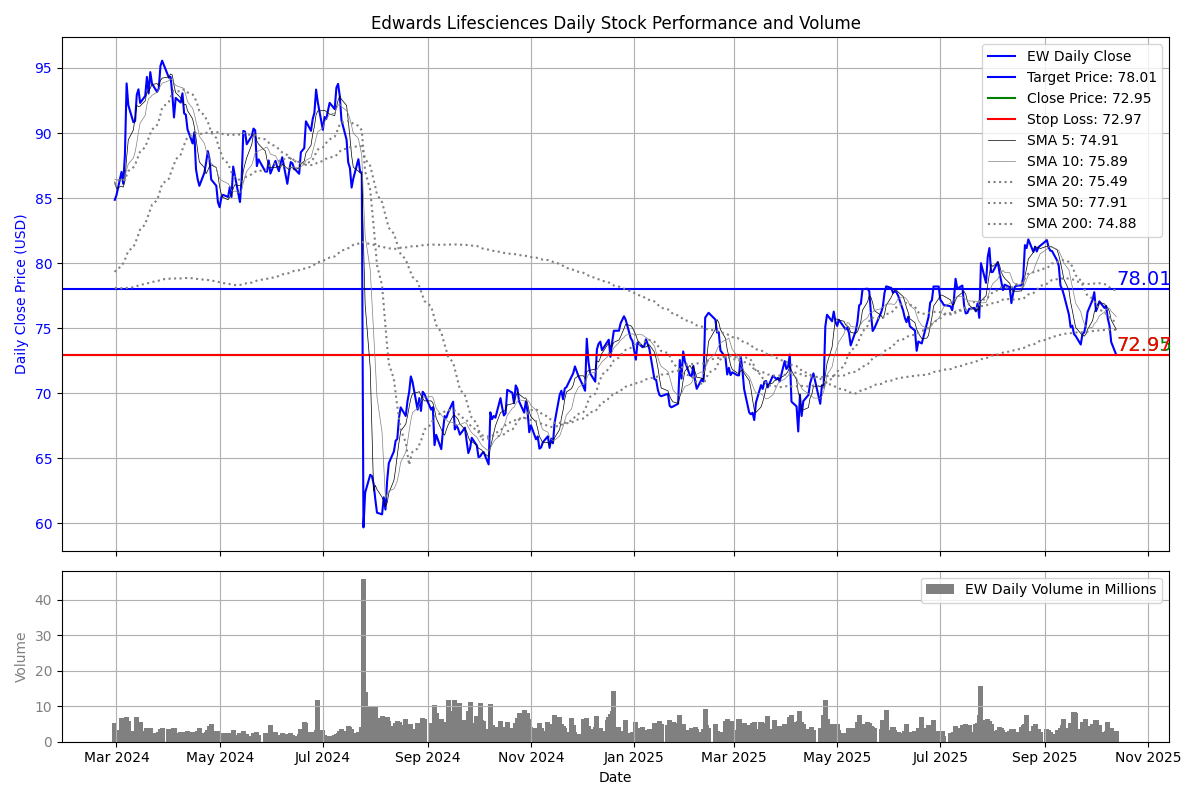 Edwards Lifesciences Daily Stock Performance and Volume
Daily Close Price (USD)
95
90
85
80
75
70
65
60
EW Daily Close
Target Price: 78.01
Close Price: 72.95
Stop Loss: 72.97
SMA 5: 74.91
SMA 10: 75.89
SMA 20: 75.49
SMA 50: 77.91
SMA 200: 74.88
78.01
72.95
72.97
Volume
40
30
20
10
0
EW Daily Volume in Millions
Mar 2024 May 2024 Jul 2024 Sep 2024 Nov 2024 Jan 2025 Mar 2025 May 2025 Jul 2025 Sep 2025 Nov 2025
Date